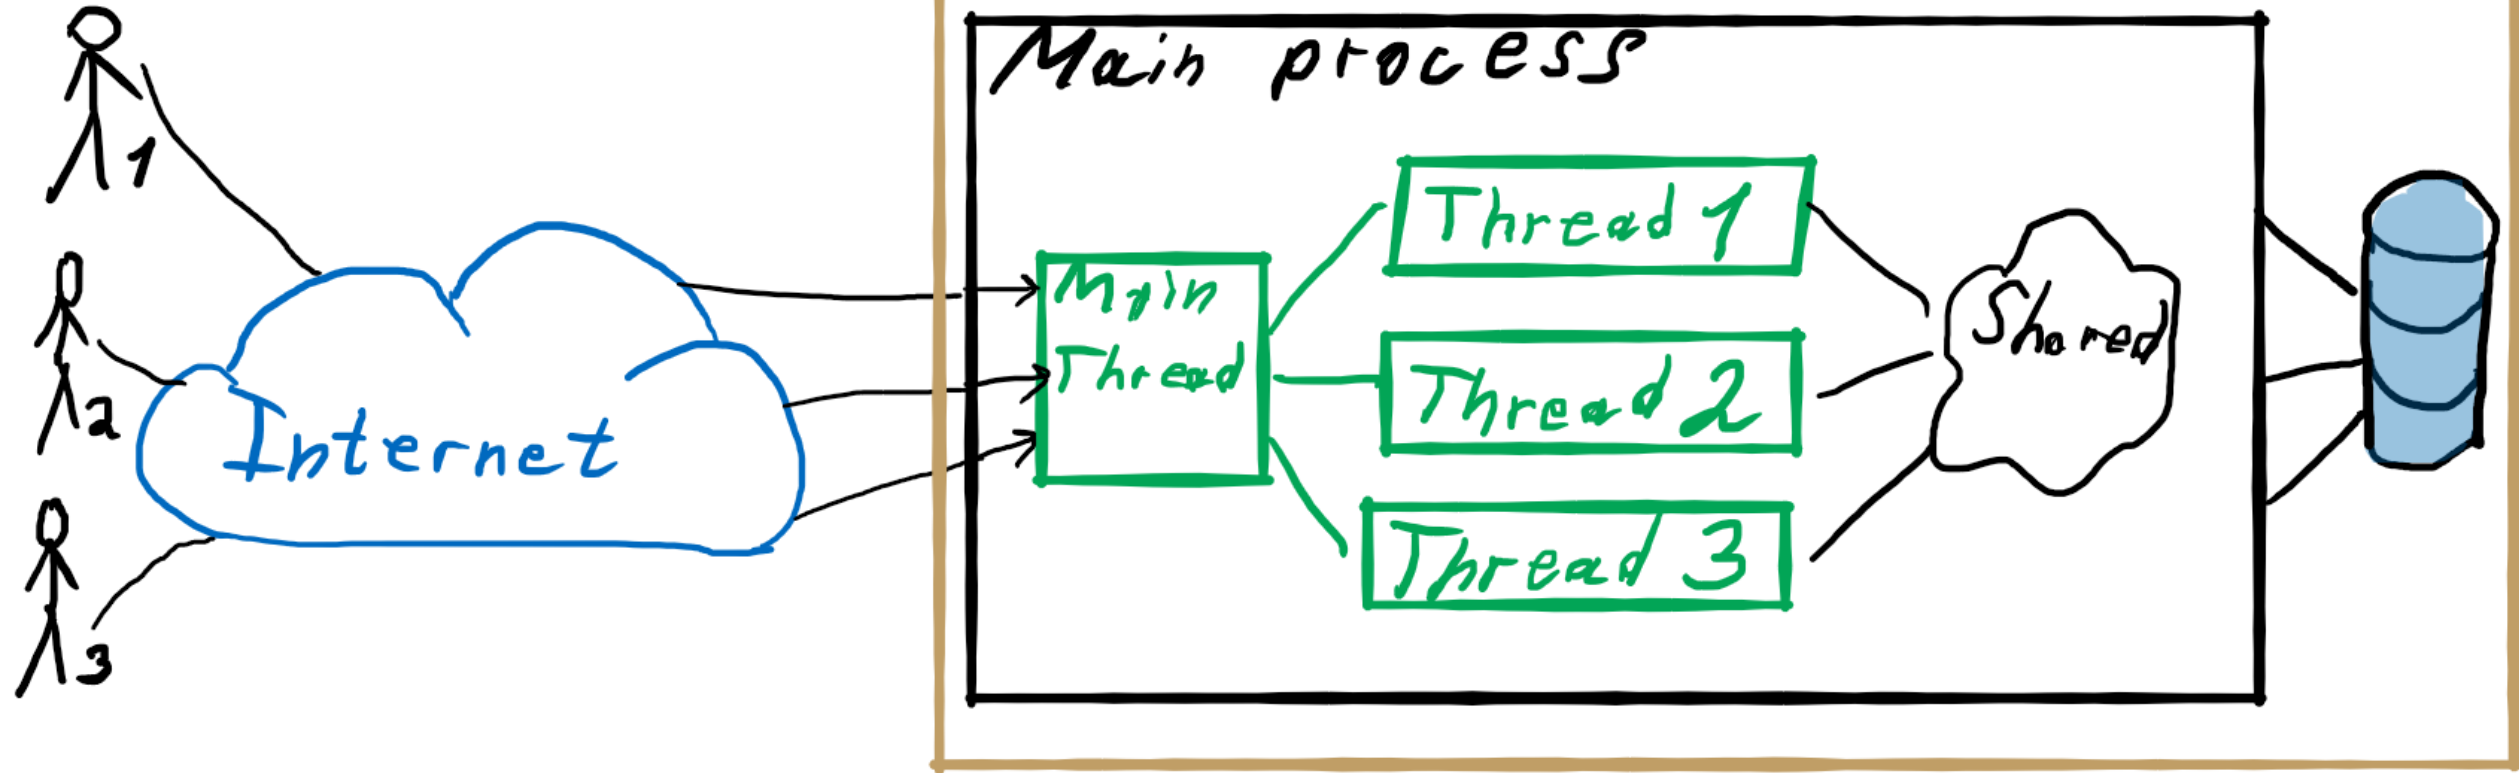 Main process
1
2
3
Internet
Main
Thread
Thread 1
Thread 2
Thread 3
Shared